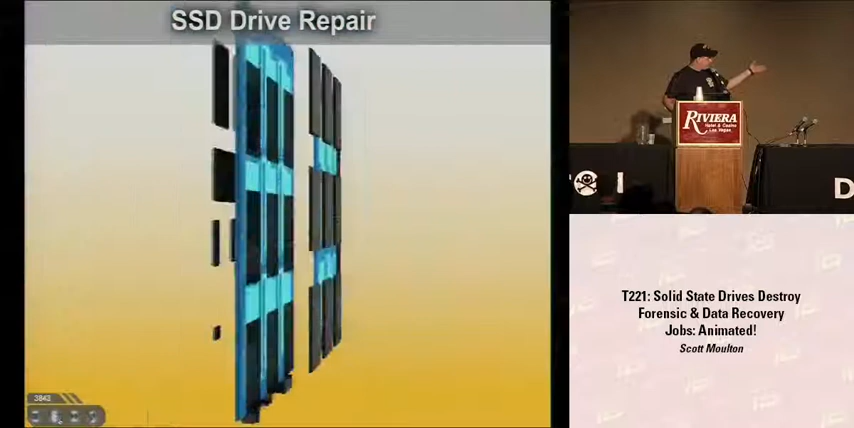 SSD Drive Repair
RIVIERA
Hotel & Casino
Las Vegas
D
3843
T221: Solid State Drives Destroy
Forensic & Data Recovery
Jobs: Animated!
Scott Moulton